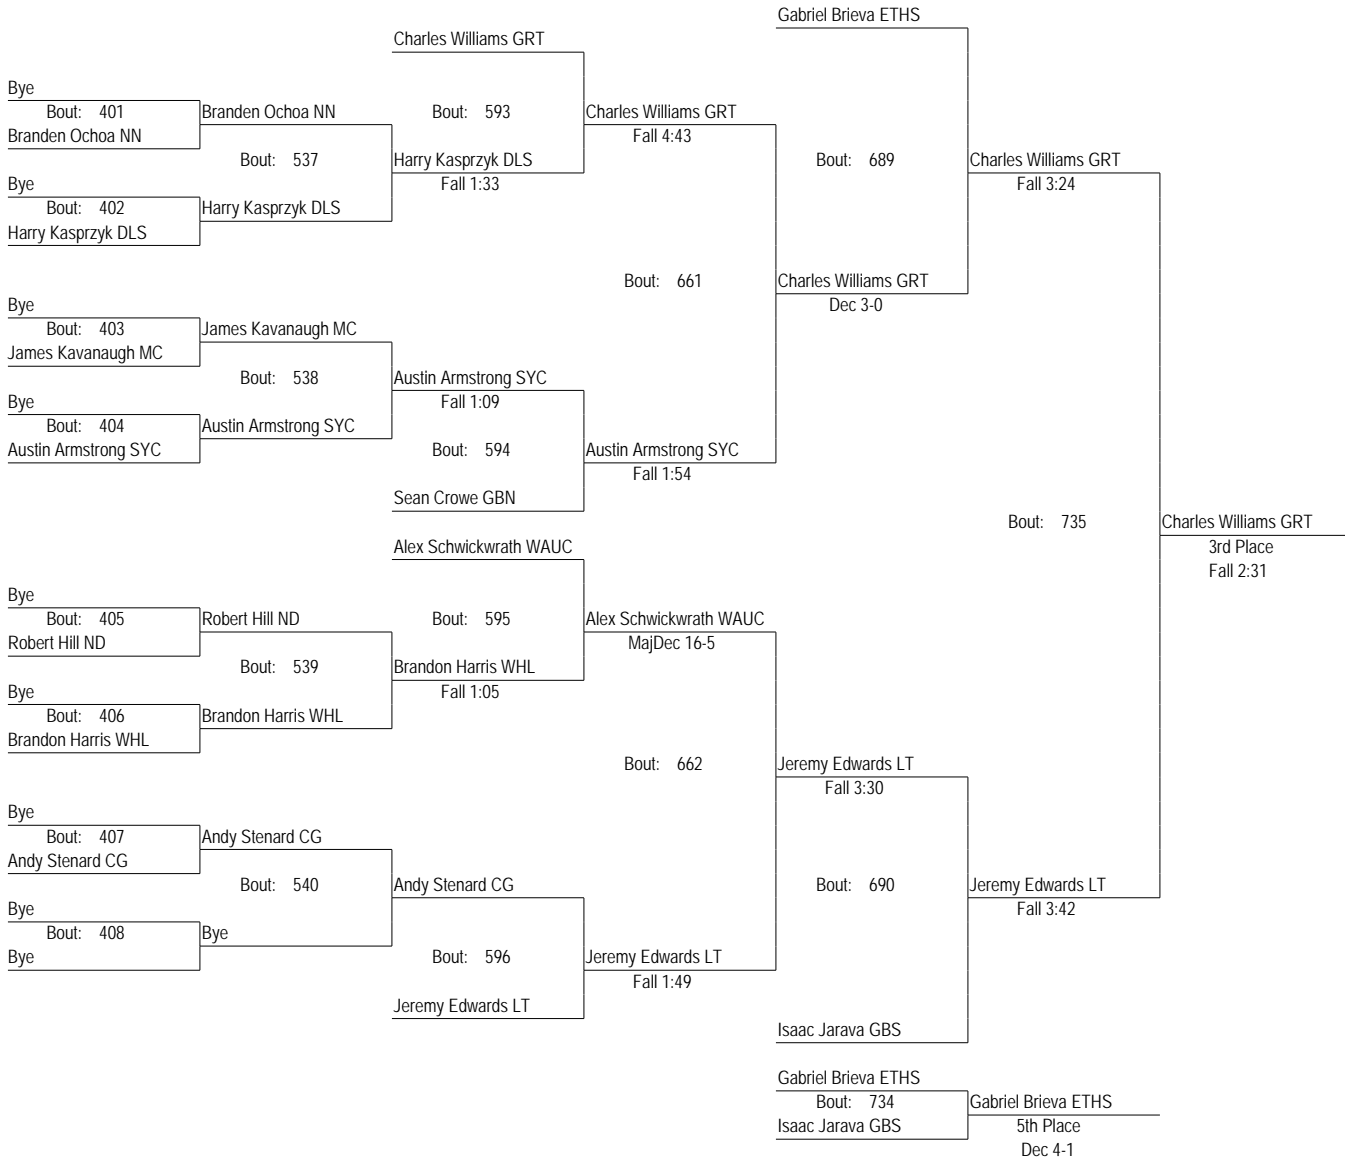 Gabriel Brieva ETHS
Charles Williams GRT
Bye
Bout: 401
Branden Ochoa NN
Bout: 593
Charles Williams GRT
Branden Ochoa NN
Fall 4:43
Bout: 537
Harry Kasprzyk DLS
Bout: 689
Charles Williams GRT
Bye
Fall 1:33
Fall 3:24
Bout: 402
Harry Kasprzyk DLS
Harry Kasprzyk DLS
Bout: 661
Charles Williams GRT
Bye
Dec 3-0
Bout: 403
James Kavanaugh MC
James Kavanaugh MC
Bout: 538
Austin Armstrong SYC
Bye
Fall 1:09
Bout: 404
Austin Armstrong SYC
Austin Armstrong SYC
Bout: 594
Austin Armstrong SYC
Fall 1:54
Sean Crowe GBN
Bout: 735
Charles Williams GRT
Alex Schwickwrath WAUC
3rd Place
Fall 2:31
Bye
Bout: 405
Robert Hill ND
Bout: 595
Alex Schwickwrath WAUC
Robert Hill ND
MajDec 16-5
Bout: 539
Brandon Harris WHL
Bye
Fall 1:05
Bout: 406
Brandon Harris WHL
Brandon Harris WHL
Bout: 662
Jeremy Edwards LT
Fall 3:30
Bye
Bout: 407
Andy Stenard CG
Andy Stenard CG
Bout: 540
Andy Stenard CG
Bout: 690
Jeremy Edwards LT
Bye
Fall 3:42
Bout: 408
Bye
Bye
Bout: 596
Jeremy Edwards LT
Fall 1:49
Jeremy Edwards LT
Isaac Jarava GBS
Gabriel Brieva ETHS
Bout: 734
Gabriel Brieva ETHS
Isaac Jarava GBS
5th Place
Dec 4-1